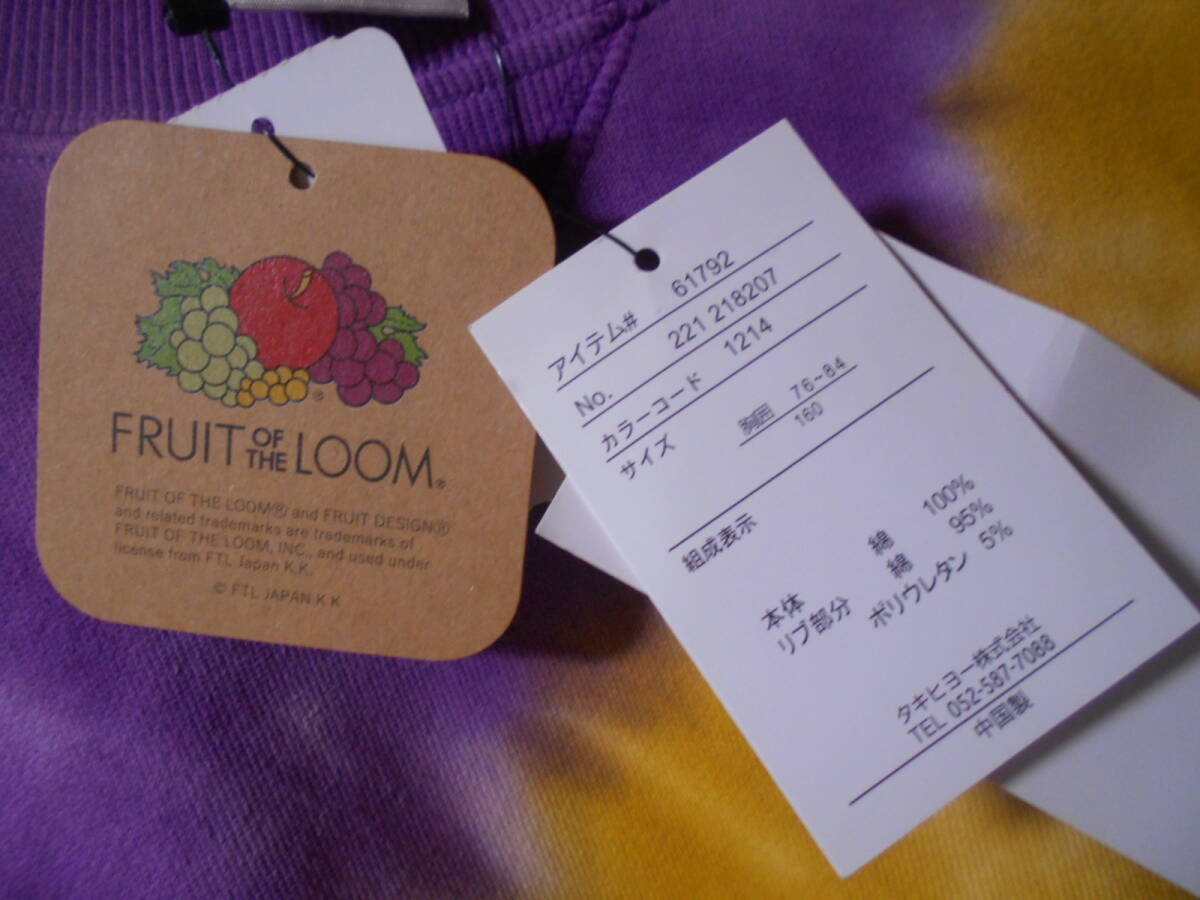 FRUIT OF THE LOOM®
FRUIT OF THE LOOM® and FRUIT DESIGN®
and related trademarks are trademarks of
FRUIT OF THE LOOM, INC., and used under
license from FTL Japan K.K.
© FTL JAPAN K K
アイテム# 61792
No. 221 218207
カラーコード 1214
サイズ 胸囲 76~84
160
組成表示
本体 綿 100%
リブ部分 綿 95%
ポリウレタン 5%
タキヒヨー株式会社
TEL 052-587-7088
中国製